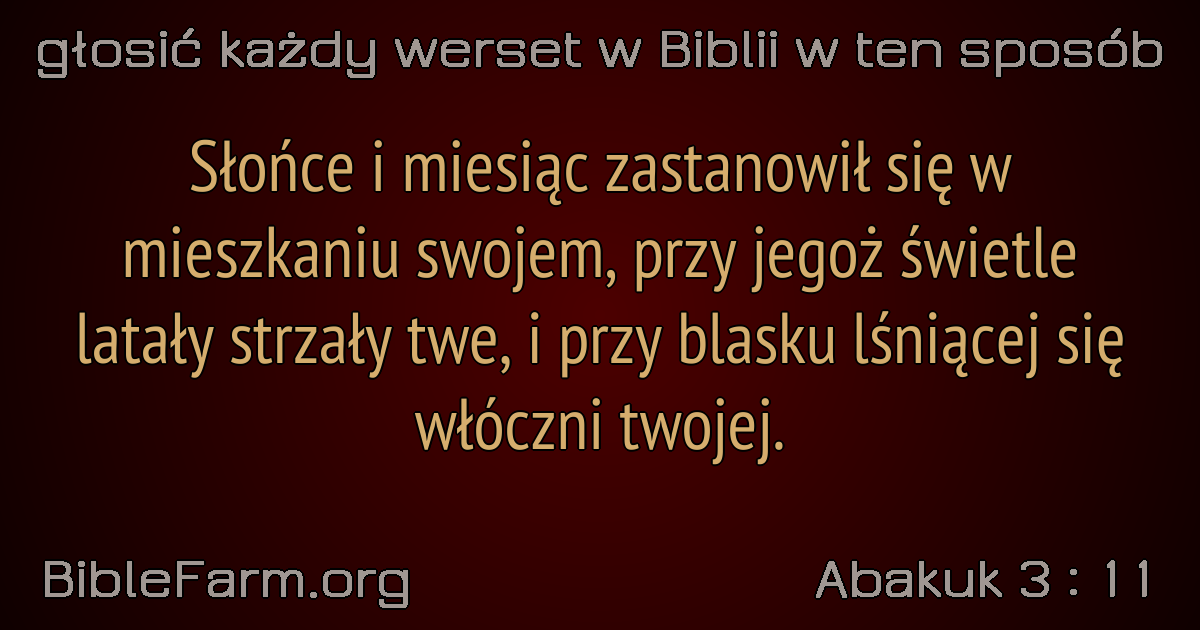 głosić każdy werset w Biblii w ten sposób
Słońce i miesiąc zastanowił się w
mieszkaniu swojem, przy jegoż świetle
latały strzały twe, i przy blasku lśniącej się
włóczni twojej.
BibleFarm.org
Abakuk 3 : 11